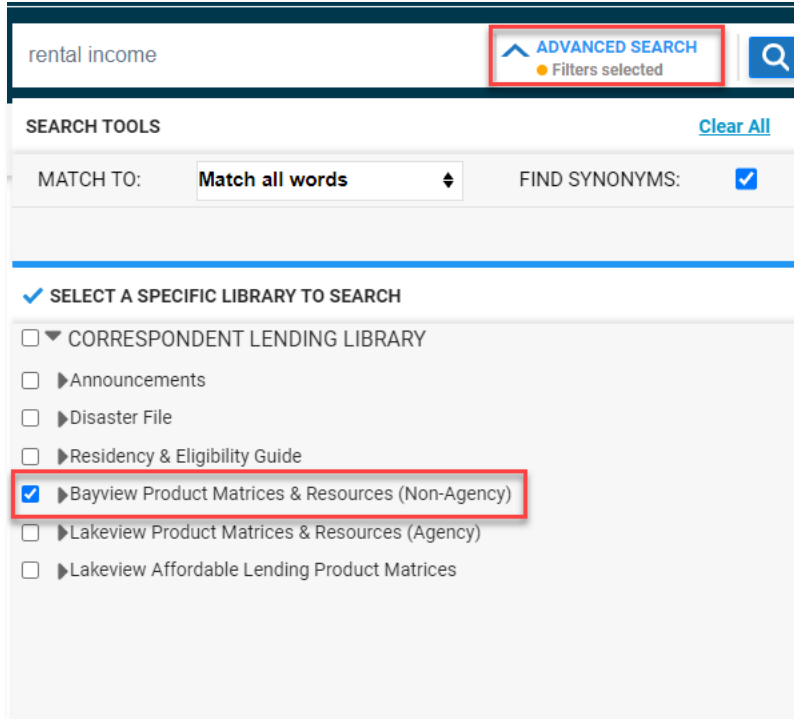 rental income
ADVANCED SEARCH
Filters selected
SEARCH TOOLS
Clear All
MATCH TO:
Match all words
FIND SYNONYMS:
SELECT A SPECIFIC LIBRARY TO SEARCH
CORRESPONDENT LENDING LIBRARY
Announcements
Disaster File
Residency & Eligibility Guide
Bayview Product Matrices & Resources (Non-Agency)
Lakeview Product Matrices & Resources (Agency)
Lakeview Affordable Lending Product Matrices